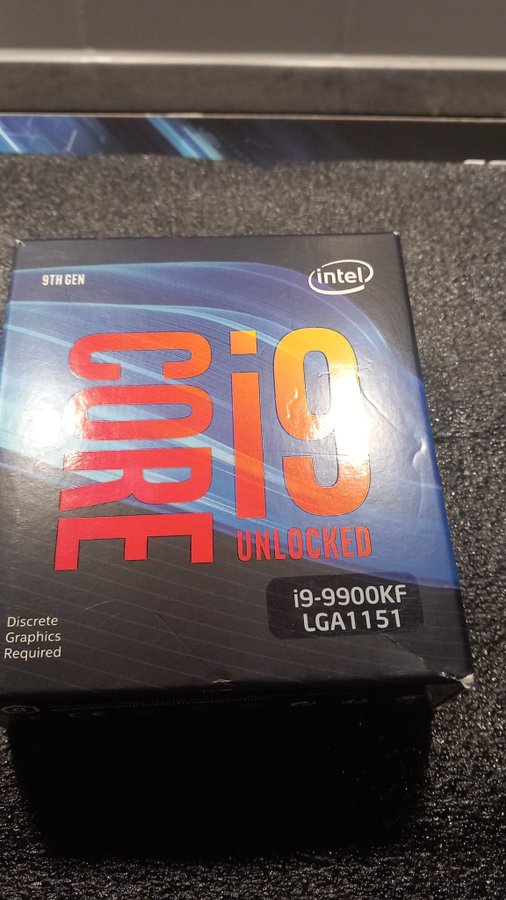 9TH GEN
intel
CORE i9
UNLOCKED
i9-9900KF
LGA1151
Discrete
Graphics
Required